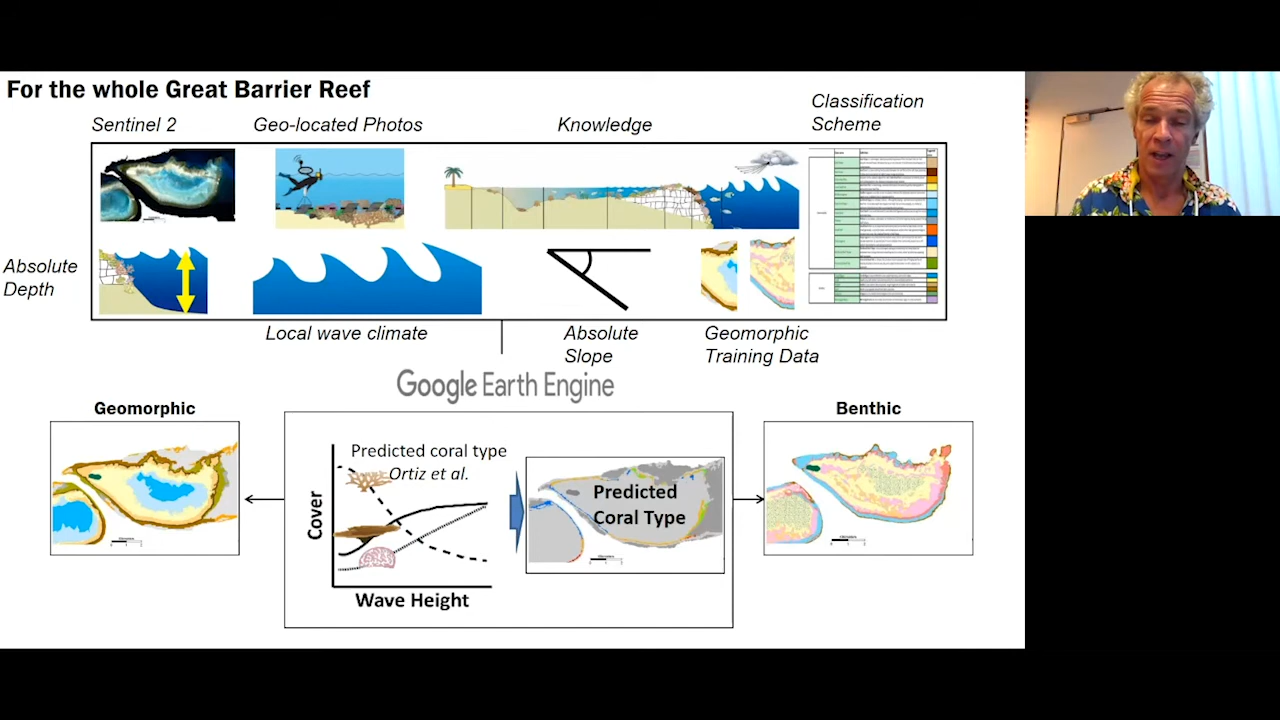 For the whole Great Barrier Reef
Sentinel 2
Geo-located Photos
Knowledge
Classification
Scheme
Absolute
Depth
Local wave climate
Absolute
Slope
Geomorphic
Training Data
Google Earth Engine
Geomorphic
Benthic
Predicted coral type
Ortiz et al.
Cover
Wave Height
Predicted
Coral Type